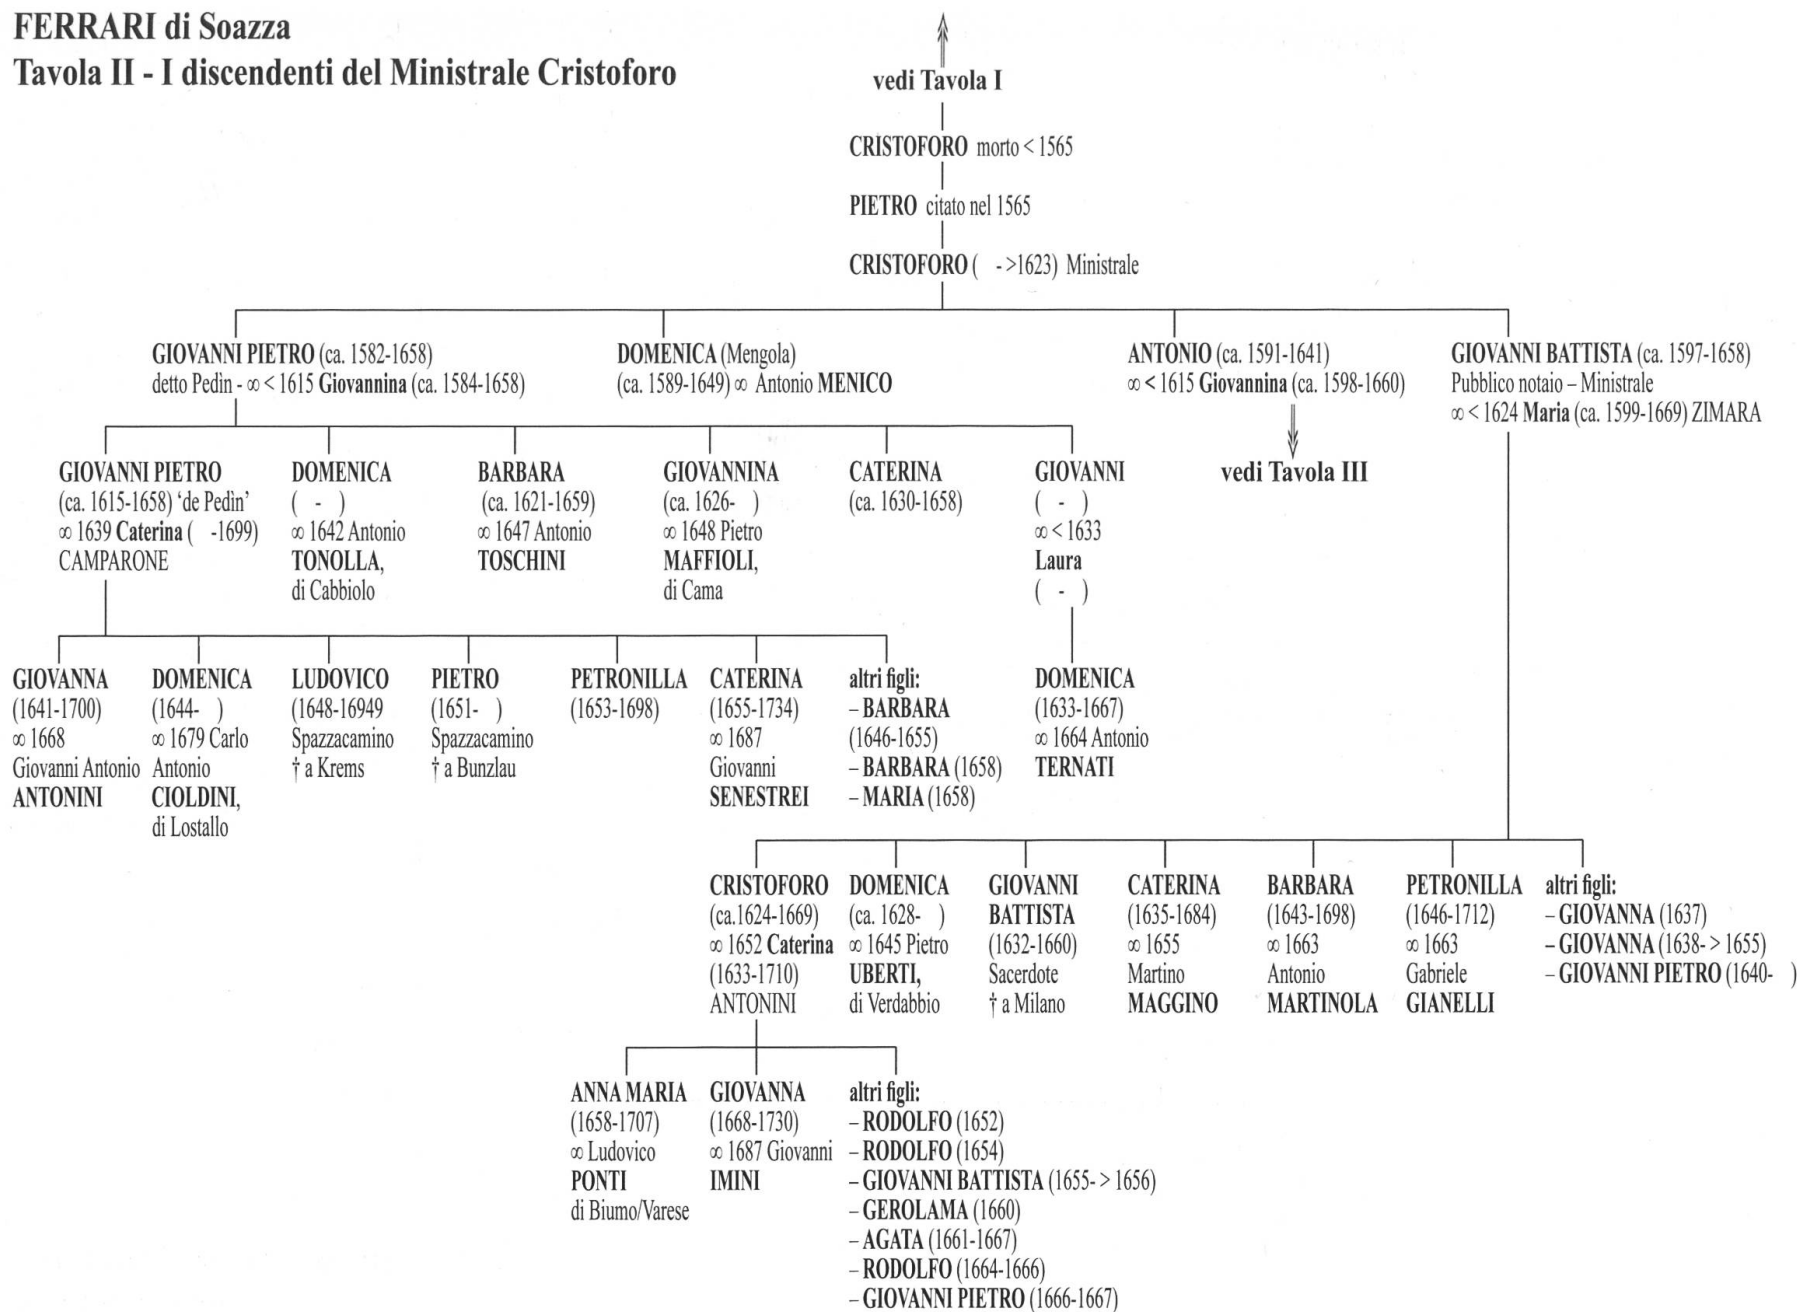 FERRARI di Soazza
Tavola II - I discendenti del Ministrale Cristoforo
vedi Tavola I
CRISTOFORO morto < 1565
PIETRO citato nel 1565
CRISTOFORO (   - >1623) Ministrale
GIOVANNI PIETRO (ca. 1582-1658)
detto Pedìn - ∞ < 1615 Giovannina (ca. 1584-1658)
DOMENICA (Mengola)
(ca. 1589-1649) ∞ Antonio MENICO
ANTONIO (ca. 1591-1641)
∞ < 1615 Giovannina (ca. 1598-1660)
vedi Tavola III
GIOVANNI BATTISTA (ca. 1597-1658)
Pubblico notaio – Ministrale
∞ < 1624 Maria (ca. 1599-1669) ZIMARA
GIOVANNI PIETRO
(ca. 1615-1658) ‘de Pedìn’
∞ 1639 Caterina (   -1699)
CAMPARONE
DOMENICA
(   -   )
∞ 1642 Antonio
TONOLLA,
di Cabbiolo
BARBARA
(ca. 1621-1659)
∞ 1647 Antonio
TOSCHINI
GIOVANNINA
(ca. 1626-   )
∞ 1648 Pietro
MAFFIOLI,
di Cama
CATERINA
(ca. 1630-1658)
GIOVANNI
(   -   )
∞ < 1633
Laura
(   -   )
GIOVANNA
(1641-1700)
∞ 1668
Giovanni Antonio
ANTONINI
DOMENICA
(1644-   )
∞ 1679 Carlo
Antonio
CIOLDINI,
di Lostallo
LUDOVICO
(1648-16949
Spazzacamino
† a Krems
PIETRO
(1651-   )
Spazzacamino
† a Bunzlau
PETRONILLA
(1653-1698)
CATERINA
(1655-1734)
∞ 1687
Giovanni
SENESTREI
altri figli:
– BARBARA
(1646-1655)
– BARBARA (1658)
– MARIA (1658)
DOMENICA
(1633-1667)
∞ 1664 Antonio
TERNATI
CRISTOFORO
(ca.1624-1669)
∞ 1652 Caterina
(1633-1710)
ANTONINI
DOMENICA
(ca. 1628-   )
∞ 1645 Pietro
UBERTI,
di Verdabbio
GIOVANNI
BATTISTA
(1632-1660)
Sacerdote
† a Milano
CATERINA
(1635-1684)
∞ 1655
Martino
MAGGINO
BARBARA
(1643-1698)
∞ 1663
Antonio
MARTINOLA
PETRONILLA
(1646-1712)
∞ 1663
Gabriele
GIANELLI
altri figli:
– GIOVANNA (1637)
– GIOVANNA (1638- > 1655)
– GIOVANNI PIETRO (1640-   )
ANNA MARIA
(1658-1707)
∞ Ludovico
PONTI
di Biumo/Varese
GIOVANNA
(1668-1730)
∞ 1687 Giovanni
IMINI
altri figli:
– RODOLFO (1652)
– RODOLFO (1654)
– GIOVANNI BATTISTA (1655- > 1656)
– GEROLAMA (1660)
– AGATA (1661-1667)
– RODOLFO (1664-1666)
– GIOVANNI PIETRO (1666-1667)